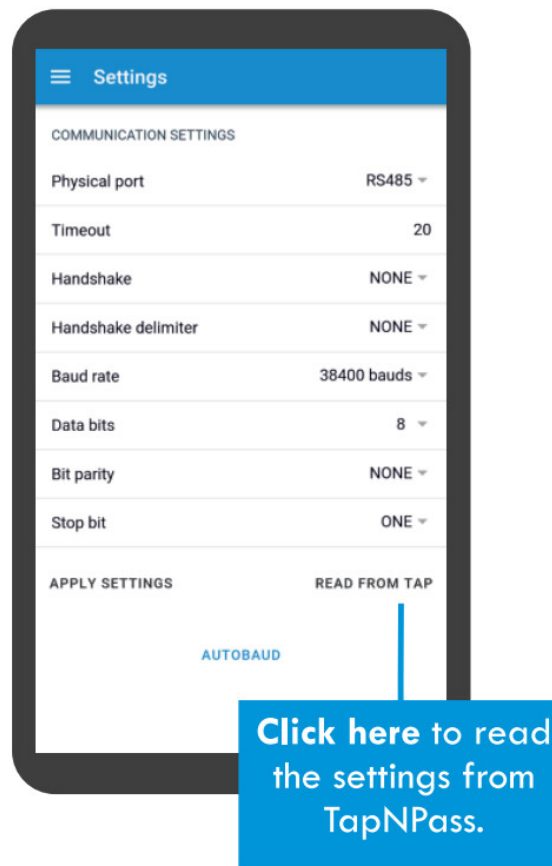 Settings
COMMUNICATION SETTINGS
Physical port RS485
Timeout 20
Handshake NONE
Handshake delimiter NONE
Baud rate 38400 bauds
Data bits 8
Bit parity NONE
Stop bit ONE
APPLY SETTINGS READ FROM TAP
AUTOBAUD
Click here to read
the settings from
TapNPass.